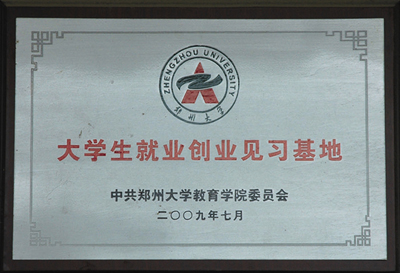 ZHENGZHOU UNIVERSITY
郑州大学
大学生就业创业见习基地
中共郑州大学教育学院委员会
二〇〇九年七月